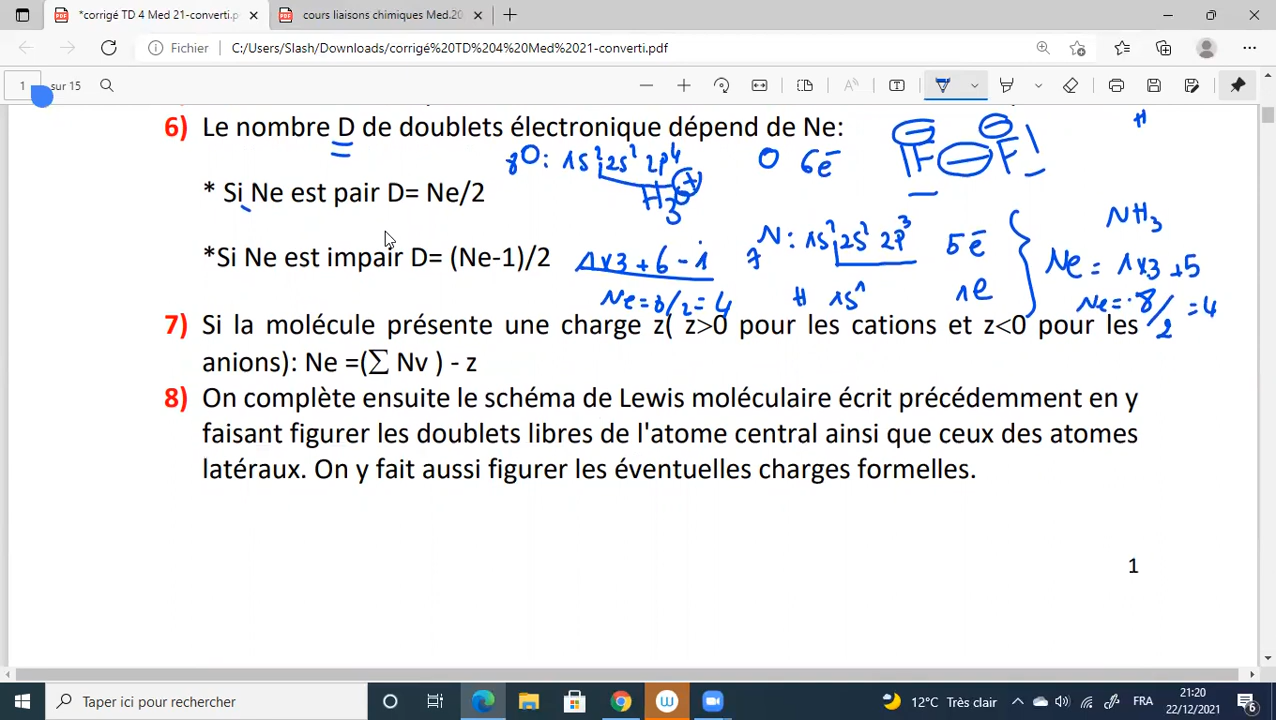 *corrigé TD 4 Med 21-converti.p
cours liaisons chimiques Med.20
Fichier C:/Users/Slash/Downloads/corrigé%20TD%204%20Med%2021-converti.pdf
1 sur 15
6) Le nombre D de doublets électronique dépend de Ne:
8O: 1s² 2s² 2p⁴ O 6e⁻ |F — F|
H3O +
* Si Ne est pair D= Ne/2
NH3
7N: 1s² 2s² 2p³ 5e⁻
*Si Ne est impair D= (Ne-1)/2
1x3+6-1
Ne = 1x3+5
Ne=8/2=4
H 1s¹ 1e
Ne=8/2=4
7) Si la molécule présente une charge z( z>0 pour les cations et z<0 pour les
anions): Ne =(∑ Nv ) - z
8) On complète ensuite le schéma de Lewis moléculaire écrit précédemment en y
faisant figurer les doublets libres de l'atome central ainsi que ceux des atomes
latéraux. On y fait aussi figurer les éventuelles charges formelles.
1
Taper ici pour rechercher
12°C Très clair
FRA
21:20
22/12/2021
6